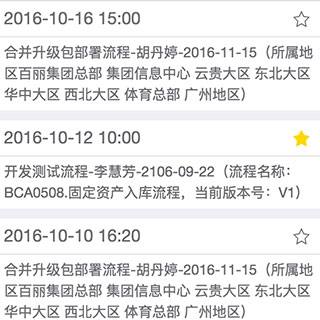 2016-10-16 15:00
合并升级包部署流程-胡丹婷-2016-11-15（所属地
区百丽集团总部 集团信息中心 云贵大区 东北大区
华中大区 西北大区 体育总部 广州地区）
2016-10-12 10:00
开发测试流程-李慧芳-2106-09-22（流程名称：
BCA0508.固定资产入库流程，当前版本号：V1）
2016-10-10 16:20
合并升级包部署流程-胡丹婷-2016-11-15（所属地
区百丽集团总部 集团信息中心 云贵大区 东北大区
华中大区 西北大区 体育总部 广州地区）